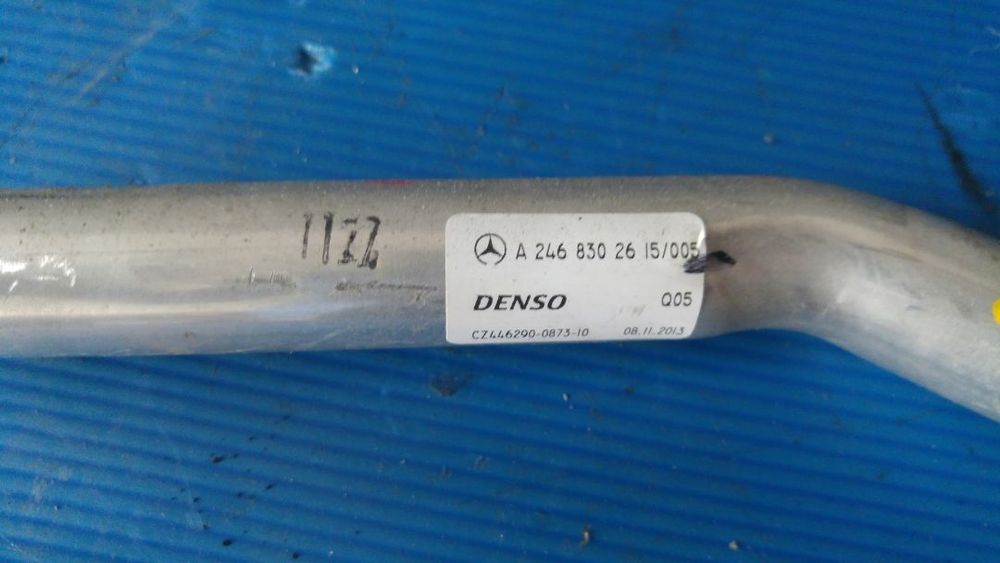 1122
A 246 830 26 15/005
DENSO Q05
CZ446290-0873-10 08.11.2013